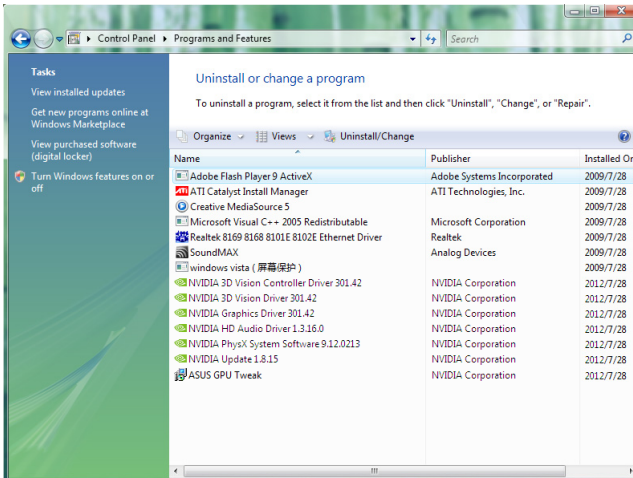 Control Panel ▸ Programs and Features
Search
Tasks
View installed updates
Get new programs online at
Windows Marketplace
View purchased software
(digital locker)
Turn Windows features on or
off
Uninstall or change a program
To uninstall a program, select it from the list and then click "Uninstall", "Change", or "Repair".
Organize Views Uninstall/Change
Name Publisher Installed On
Adobe Flash Player 9 ActiveX Adobe Systems Incorporated 2009/7/28
ATI ATI Catalyst Install Manager ATI Technologies, Inc. 2009/7/28
Creative MediaSource 5 2009/7/28
Microsoft Visual C++ 2005 Redistributable Microsoft Corporation 2009/7/28
Realtek 8169 8168 8101E 8102E Ethernet Driver Realtek 2009/7/28
SoundMAX Analog Devices 2009/7/28
windows vista ( 屏幕保护 ) 2009/7/28
NVIDIA 3D Vision Controller Driver 301.42 NVIDIA Corporation 2012/7/28
NVIDIA 3D Vision Driver 301.42 NVIDIA Corporation 2012/7/28
NVIDIA Graphics Driver 301.42 NVIDIA Corporation 2012/7/28
NVIDIA HD Audio Driver 1.3.16.0 NVIDIA Corporation 2012/7/28
NVIDIA PhysX System Software 9.12.0213 NVIDIA Corporation 2012/7/28
NVIDIA Update 1.8.15 NVIDIA Corporation 2012/7/28
ASUS GPU Tweak NVIDIA Corporation 2012/7/28